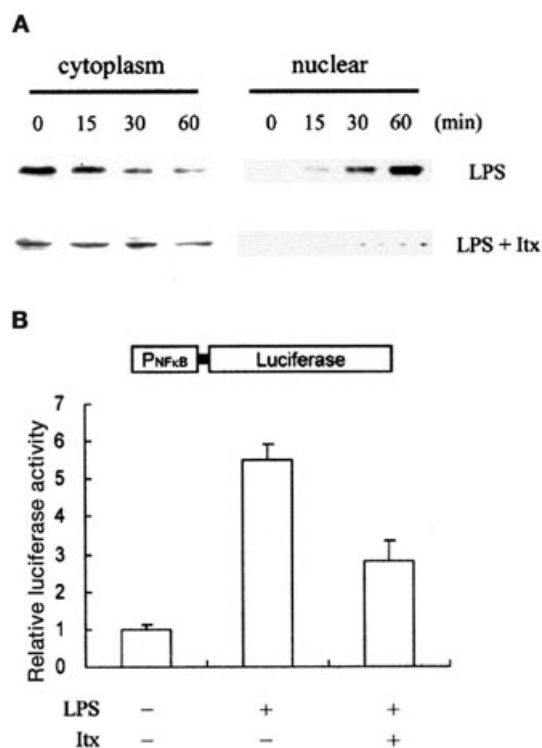 A
cytoplasm nuclear
0 15 30 60 0 15 30 60 (min)
LPS
LPS + Itx
B
PNFκB Luciferase
7
6
5
4
3
2
1
0
Relative luciferase activity
LPS − + +
Itx − − +